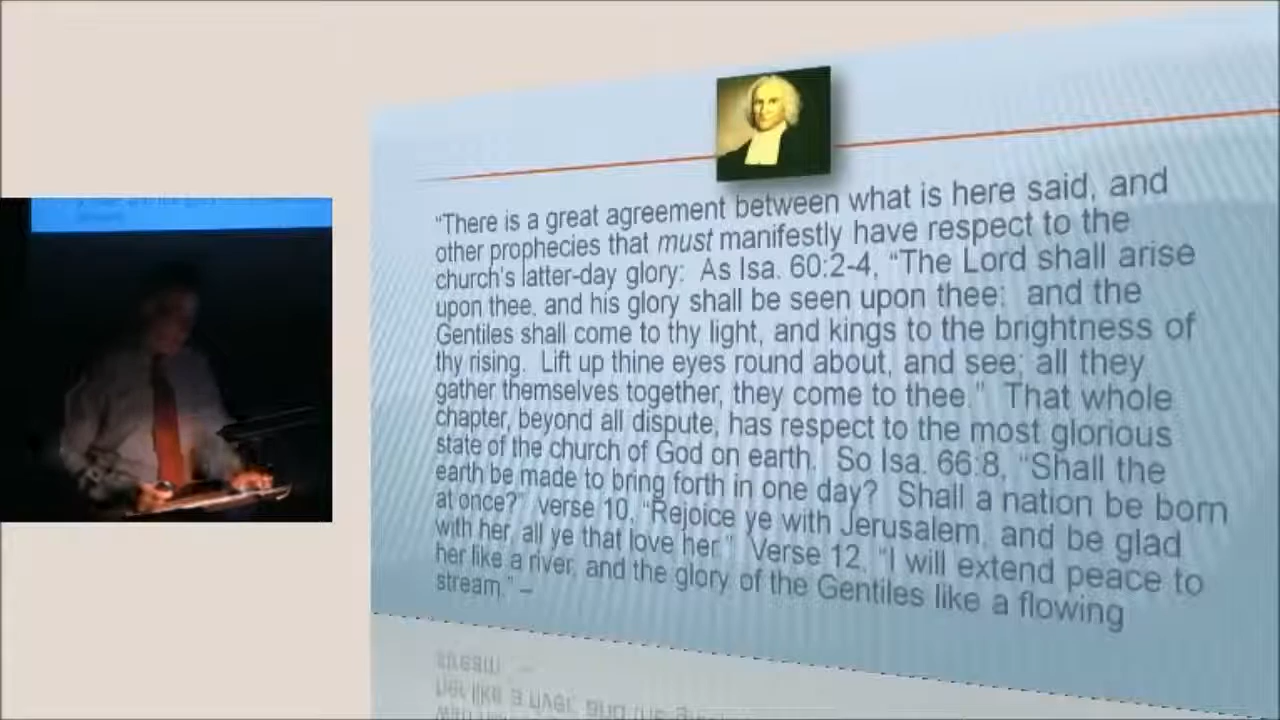 “There is a great agreement between what is here said, and
other prophecies that must manifestly have respect to the
church's latter-day glory:  As Isa. 60:2-4, “The Lord shall arise
upon thee, and his glory shall be seen upon thee:  and the
Gentiles shall come to thy light, and kings to the brightness of
thy rising.  Lift up thine eyes round about, and see; all they
gather themselves together, they come to thee.”  That whole
chapter, beyond all dispute, has respect to the most glorious
state of the church of God on earth.  So Isa. 66:8, “Shall the
earth be made to bring forth in one day?  Shall a nation be born
at once?”  verse 10, “Rejoice ye with Jerusalem, and be glad
with her, all ye that love her.”  Verse 12, “I will extend peace to
her like a river, and the glory of the Gentiles like a flowing
stream.” –